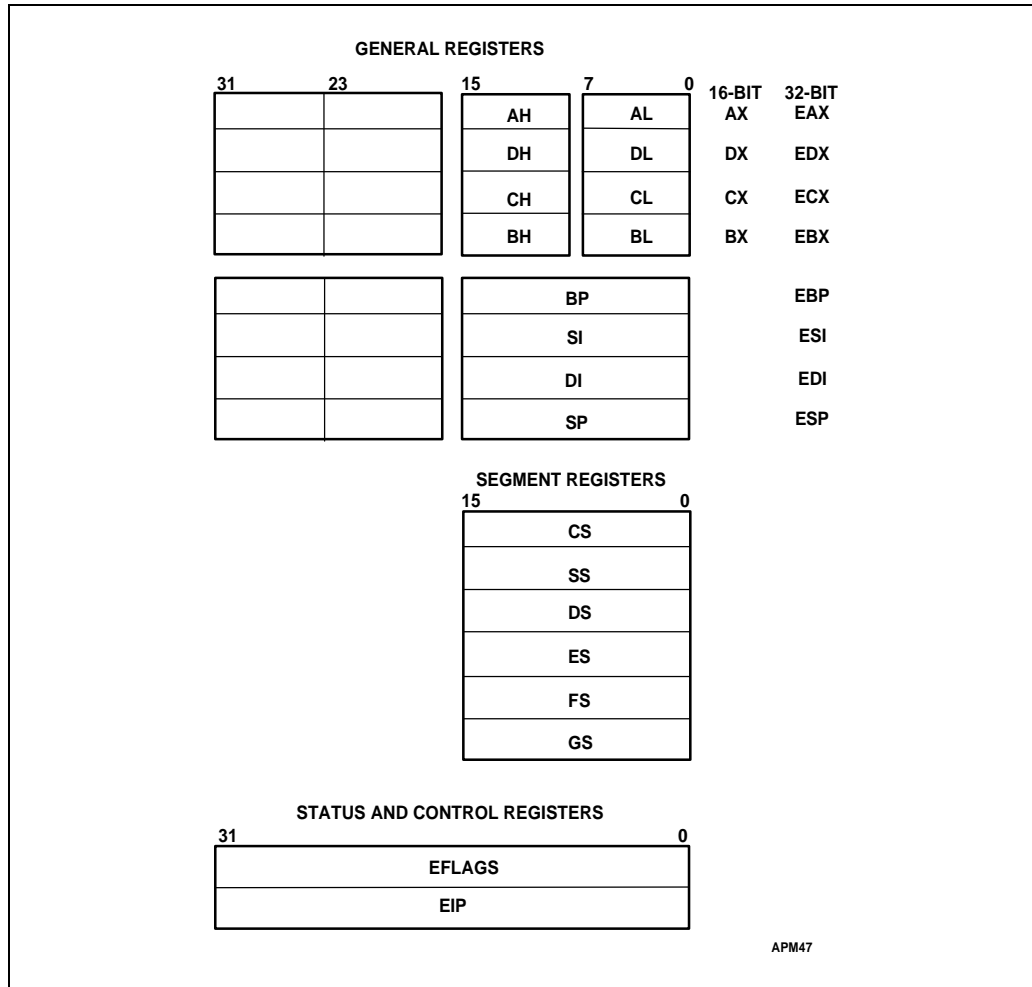 GENERAL REGISTERS
31 23 15 7 0 16-BIT 32-BIT
AH AL AX EAX
DH DL DX EDX
CH CL CX ECX
BH BL BX EBX
BP EBP
SI ESI
DI EDI
SP ESP
SEGMENT REGISTERS
15 0
CS
SS
DS
ES
FS
GS
STATUS AND CONTROL REGISTERS
31 0
EFLAGS
EIP
APM47